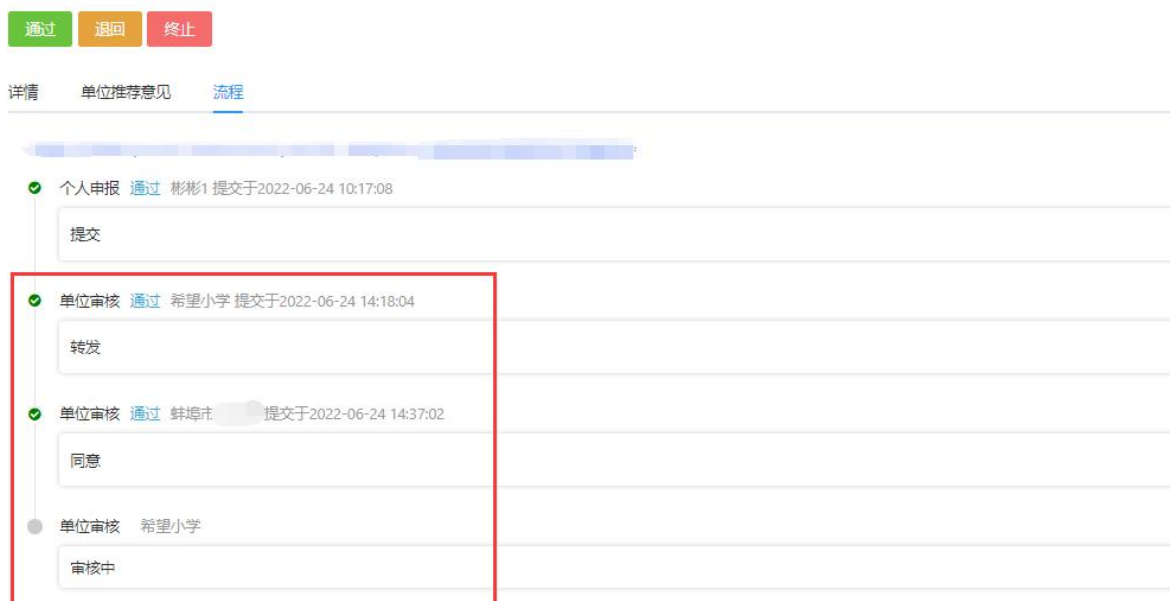 通过 退回 终止
详情 单位推荐意见 流程
个人申报 通过 彬彬1 提交于2022-06-24 10:17:08
提交
单位审核 通过 希望小学 提交于2022-06-24 14:18:04
转发
单位审核 通过 蚌埠市 提交于2022-06-24 14:37:02
同意
单位审核 希望小学
审核中